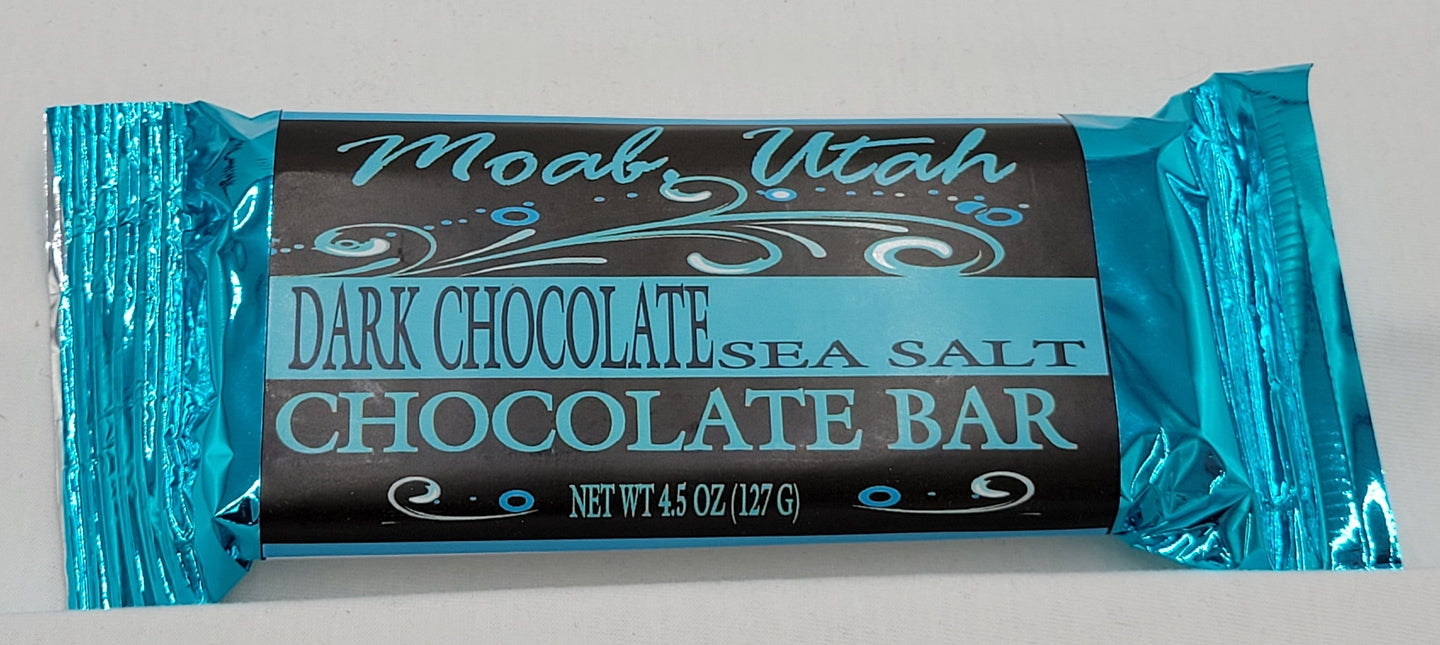 Moab, Utah
DARK CHOCOLATE SEA SALT
CHOCOLATE BAR
NET WT 4.5 OZ (127 G)